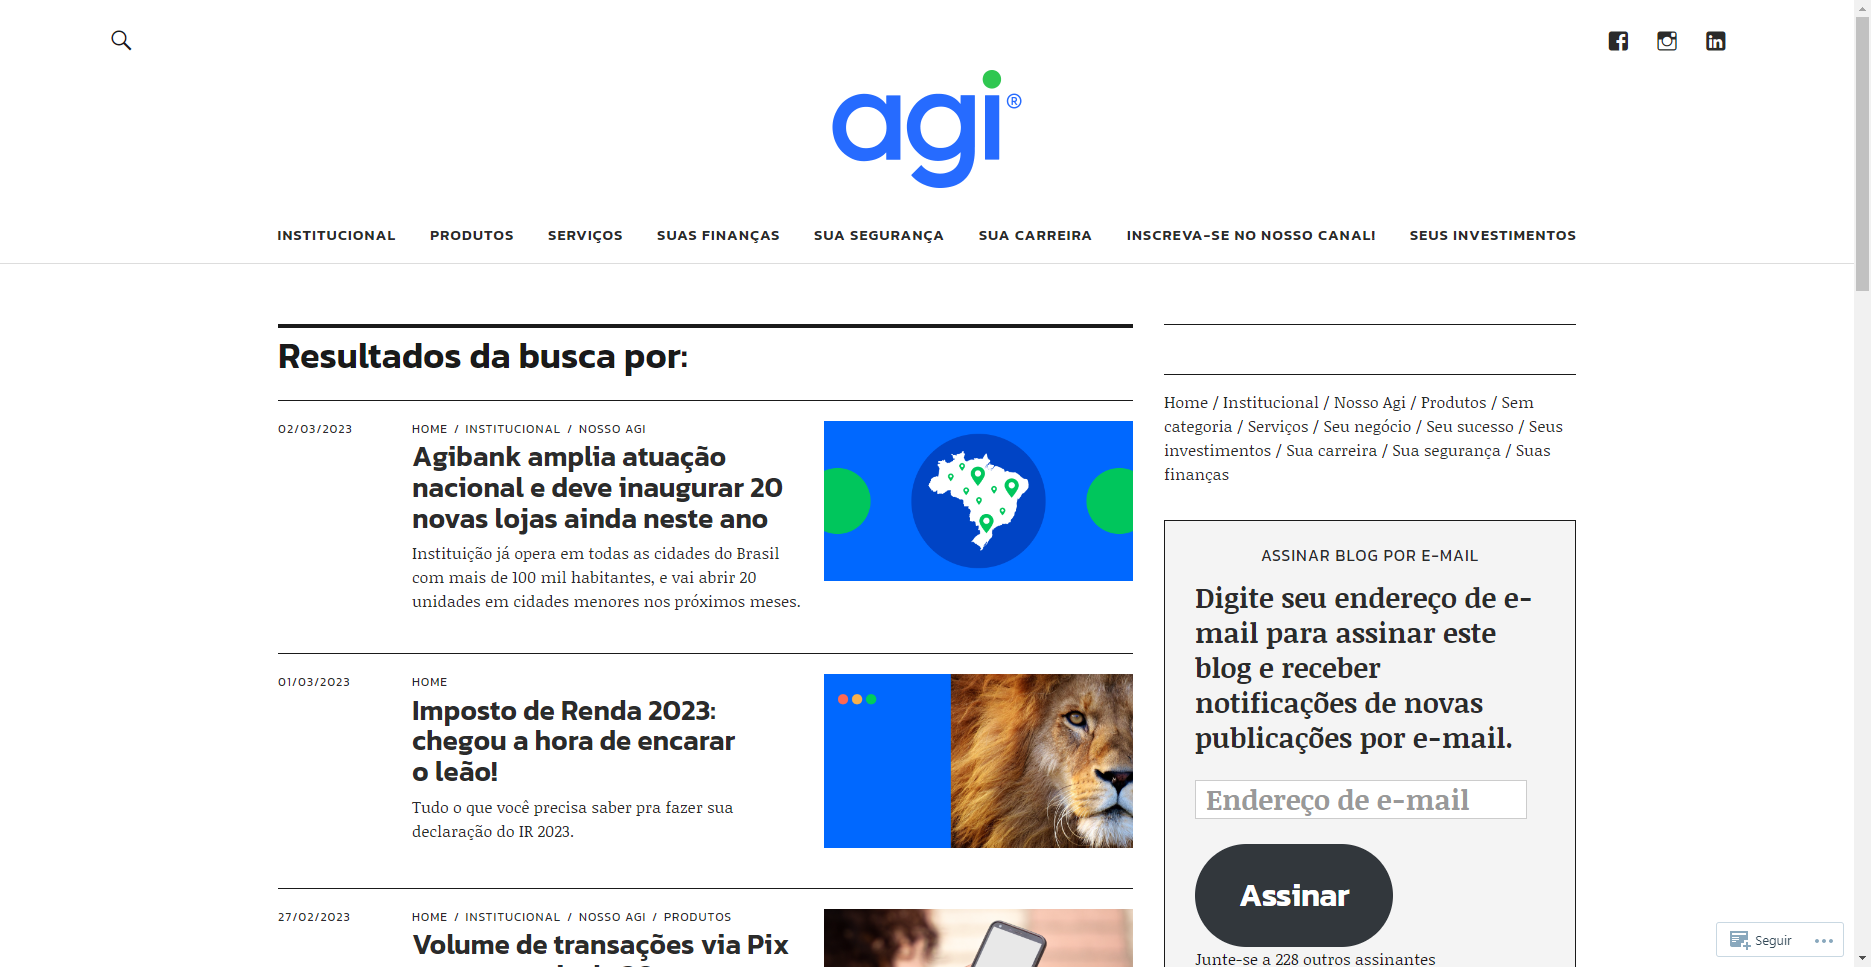 agi®
INSTITUCIONAL PRODUTOS SERVIÇOS SUAS FINANÇAS SUA SEGURANÇA SUA CARREIRA INSCREVA-SE NO NOSSO CANAL! SEUS INVESTIMENTOS
Resultados da busca por:
02/03/2023
HOME / INSTITUCIONAL / NOSSO AGI
Agibank amplia atuação
nacional e deve inaugurar 20
novas lojas ainda neste ano
Instituição já opera em todas as cidades do Brasil
com mais de 100 mil habitantes, e vai abrir 20
unidades em cidades menores nos próximos meses.
01/03/2023
HOME
Imposto de Renda 2023:
chegou a hora de encarar
o leão!
Tudo o que você precisa saber pra fazer sua
declaração do IR 2023.
27/02/2023
HOME / INSTITUCIONAL / NOSSO AGI / PRODUTOS
Volume de transações via Pix
Home / Institucional / Nosso Agi / Produtos / Sem
categoria / Serviços / Seu negócio / Seu sucesso / Seus
investimentos / Sua carreira / Sua segurança / Suas
finanças
ASSINAR BLOG POR E-MAIL
Digite seu endereço de e-
mail para assinar este
blog e receber
notificações de novas
publicações por e-mail.
Endereço de e-mail
Assinar
Junte-se a 228 outros assinantes
Seguir